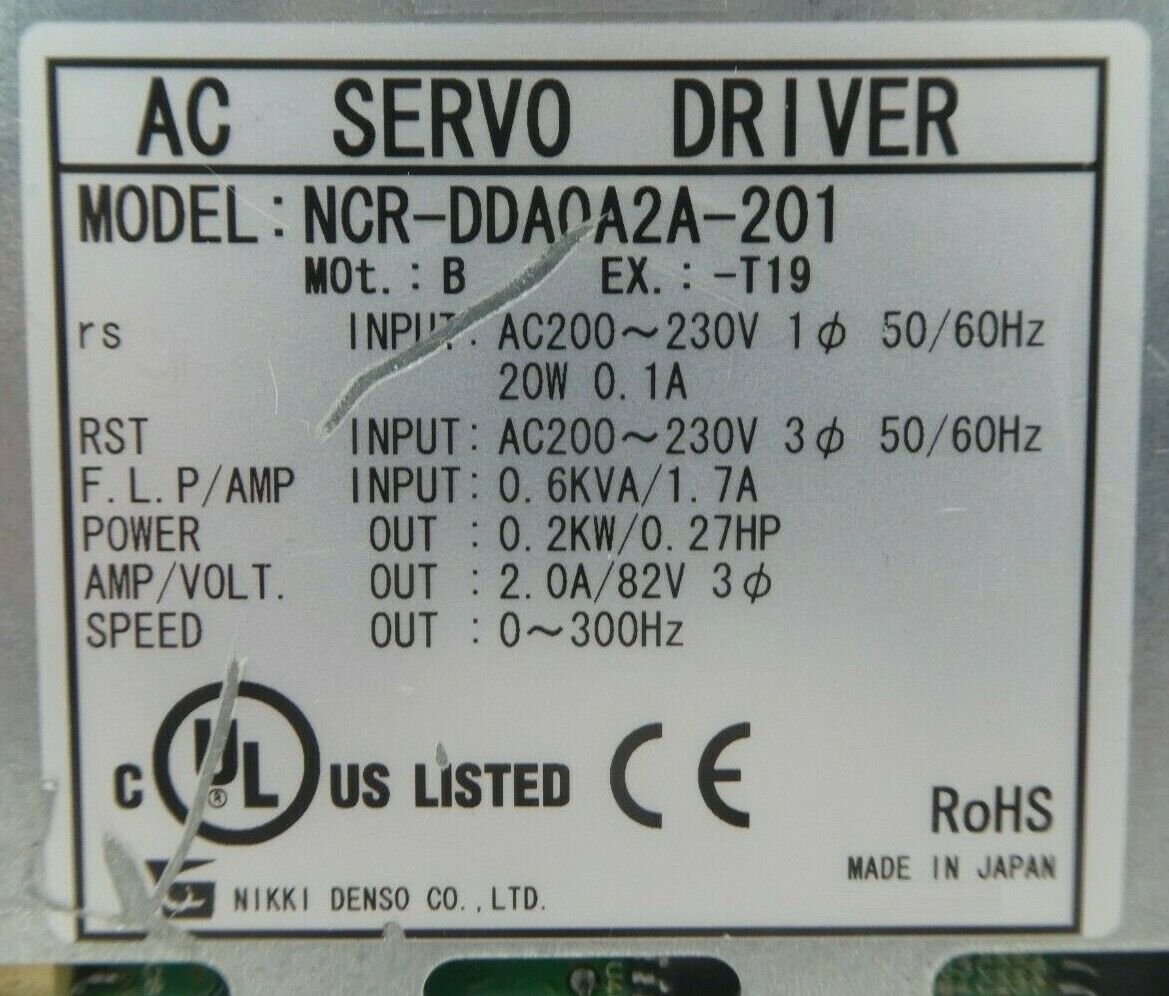 AC SERVO DRIVER
MODEL: NCR-DDA0A2A-201
MOt.: B EX.: -T19
rs INPUT: AC200~230V 1φ 50/60Hz
20W 0.1A
RST INPUT: AC200~230V 3φ 50/60Hz
F.L.P/AMP INPUT: 0.6KVA/1.7A
POWER OUT : 0.2KW/0.27HP
AMP/VOLT. OUT : 2.0A/82V 3φ
SPEED OUT : 0~300Hz
C UL® US LISTED CE
RoHS
MADE IN JAPAN
NIKKI DENSO CO.,LTD.